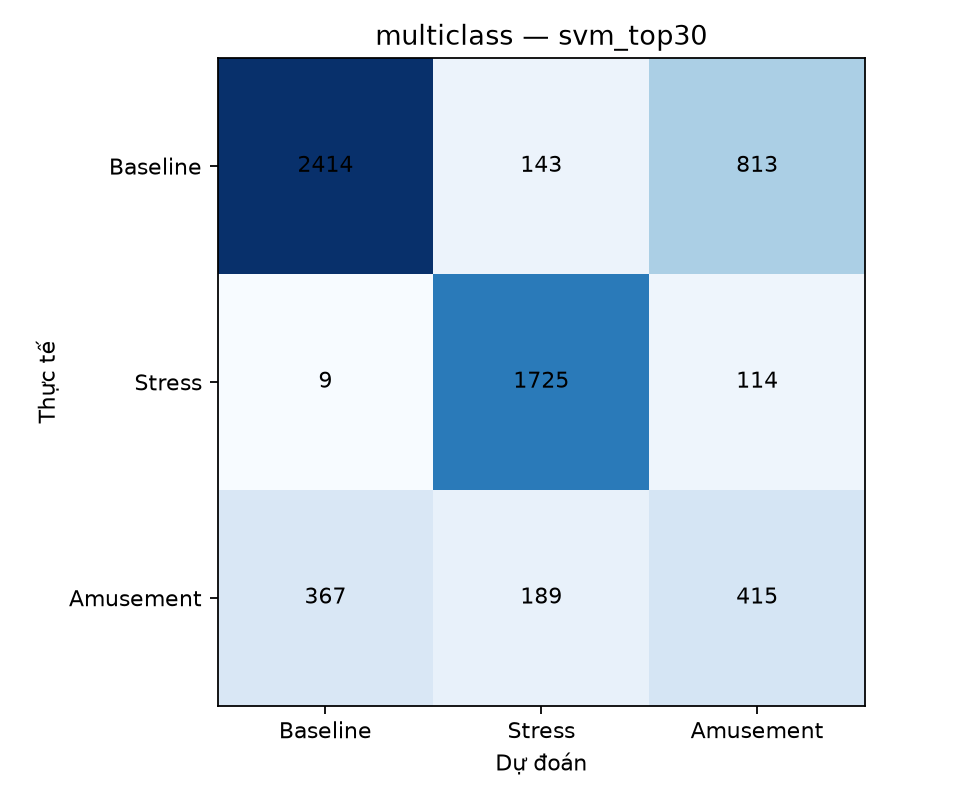 multiclass — svm_top30
Baseline
2414 143 813
Thực tế
Stress
9 1725 114
Amusement
367 189 415
Baseline Stress Amusement
Dự đoán